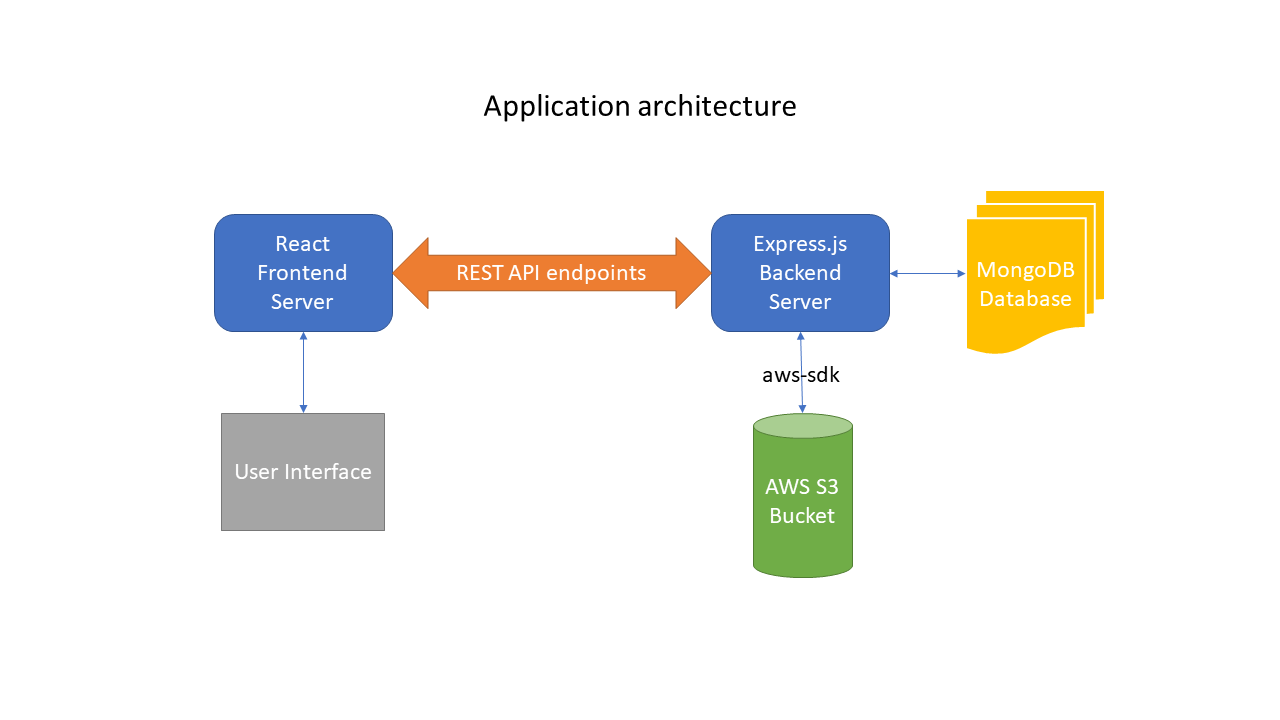 Application architecture
React
Frontend
Server
REST API endpoints
Express.js
Backend
Server
MongoDB
Database
aws-sdk
User Interface
AWS S3
Bucket